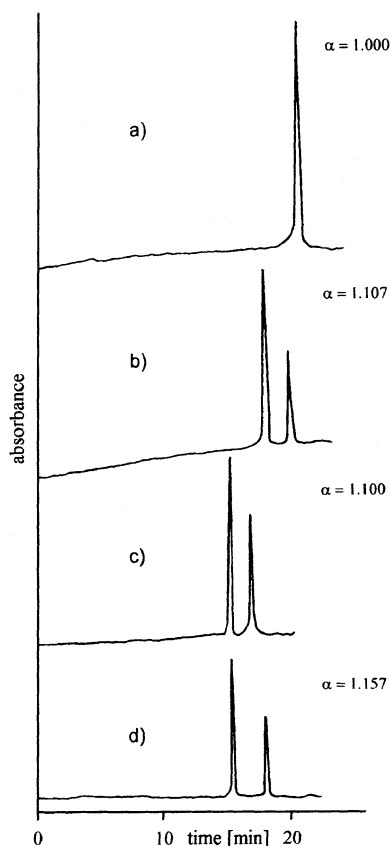 α = 1.000
a)
α = 1.107
b)
absorbance
α = 1.100
c)
α = 1.157
d)
0 10 time [min] 20